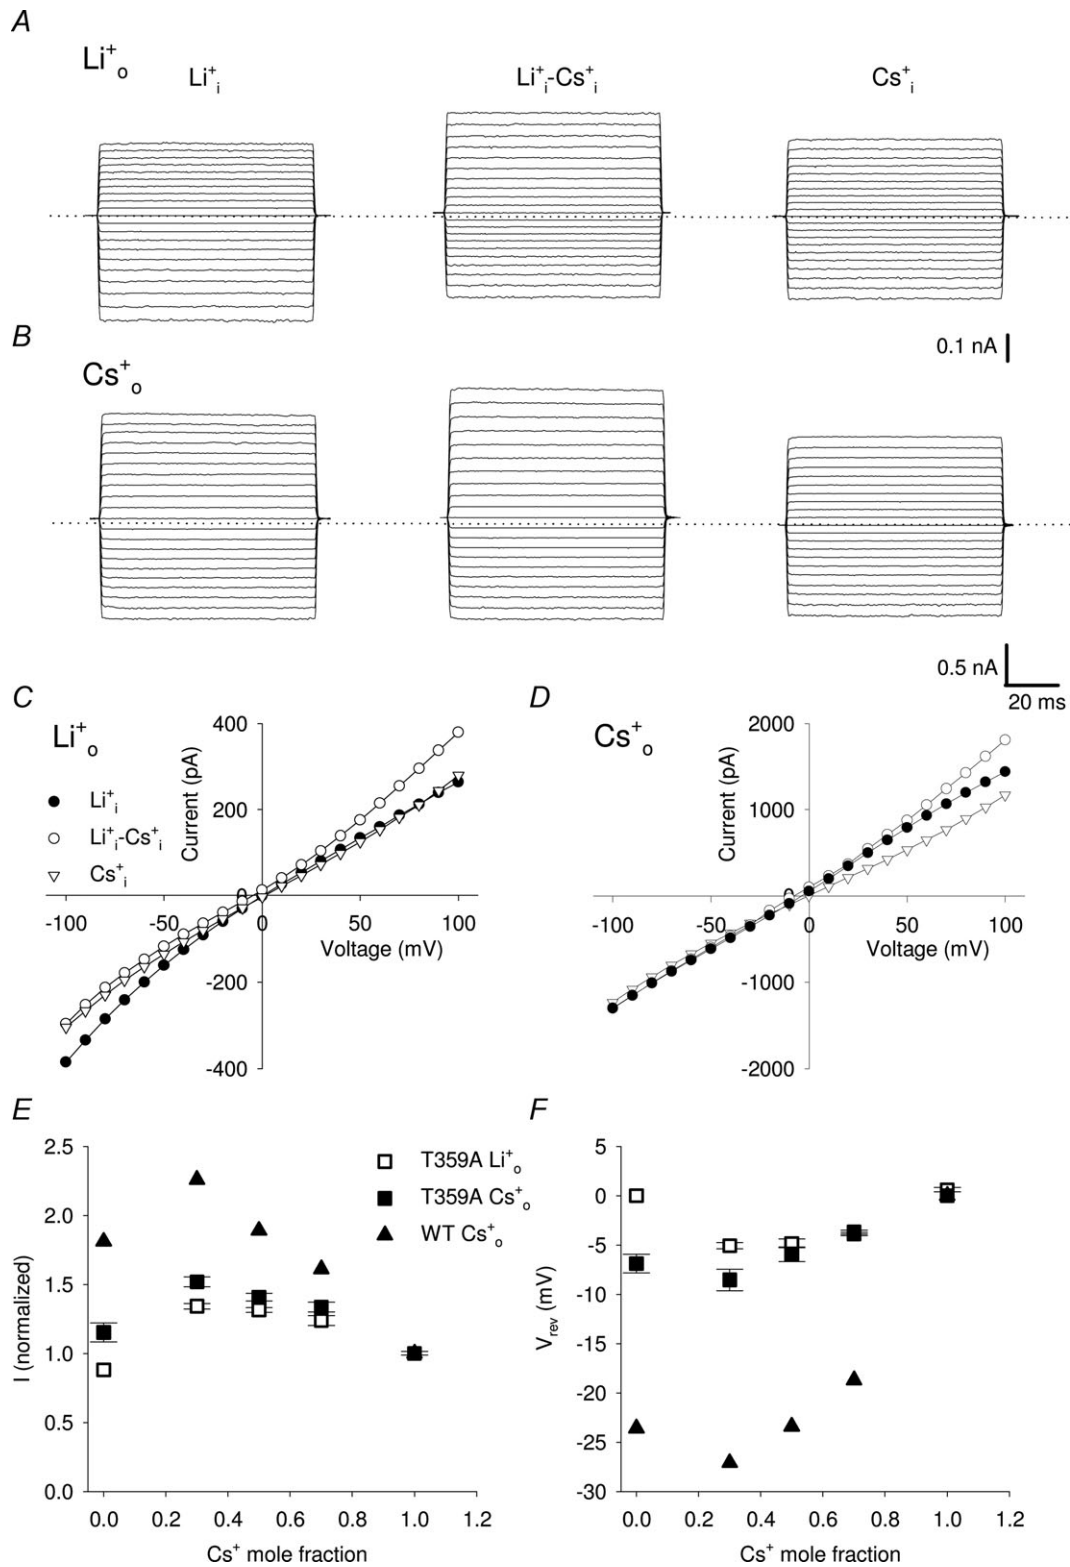 A
Li⁺ₒ
Li⁺ᵢ Li⁺ᵢ-Cs⁺ᵢ Cs⁺ᵢ
0.1 nA
B
Cs⁺ₒ
0.5 nA
20 ms
C
Li⁺ₒ
Li⁺ᵢ
Li⁺ᵢ-Cs⁺ᵢ
Cs⁺ᵢ
Current (pA)
400
200
0
-200
-400
-100 -50 0 50 100
Voltage (mV)
D
Cs⁺ₒ
Current (pA)
2000
1000
0
-1000
-2000
-100 -50 0 50 100
Voltage (mV)
E
I (normalized)
2.5
2.0
1.5
1.0
0.5
0.0
0.0 0.2 0.4 0.6 0.8 1.0 1.2
Cs⁺ mole fraction
T359A Li⁺ₒ
T359A Cs⁺ₒ
WT Cs⁺ₒ
F
Vrev (mV)
5
0
-5
-10
-15
-20
-25
-30
0.0 0.2 0.4 0.6 0.8 1.0 1.2
Cs⁺ mole fraction